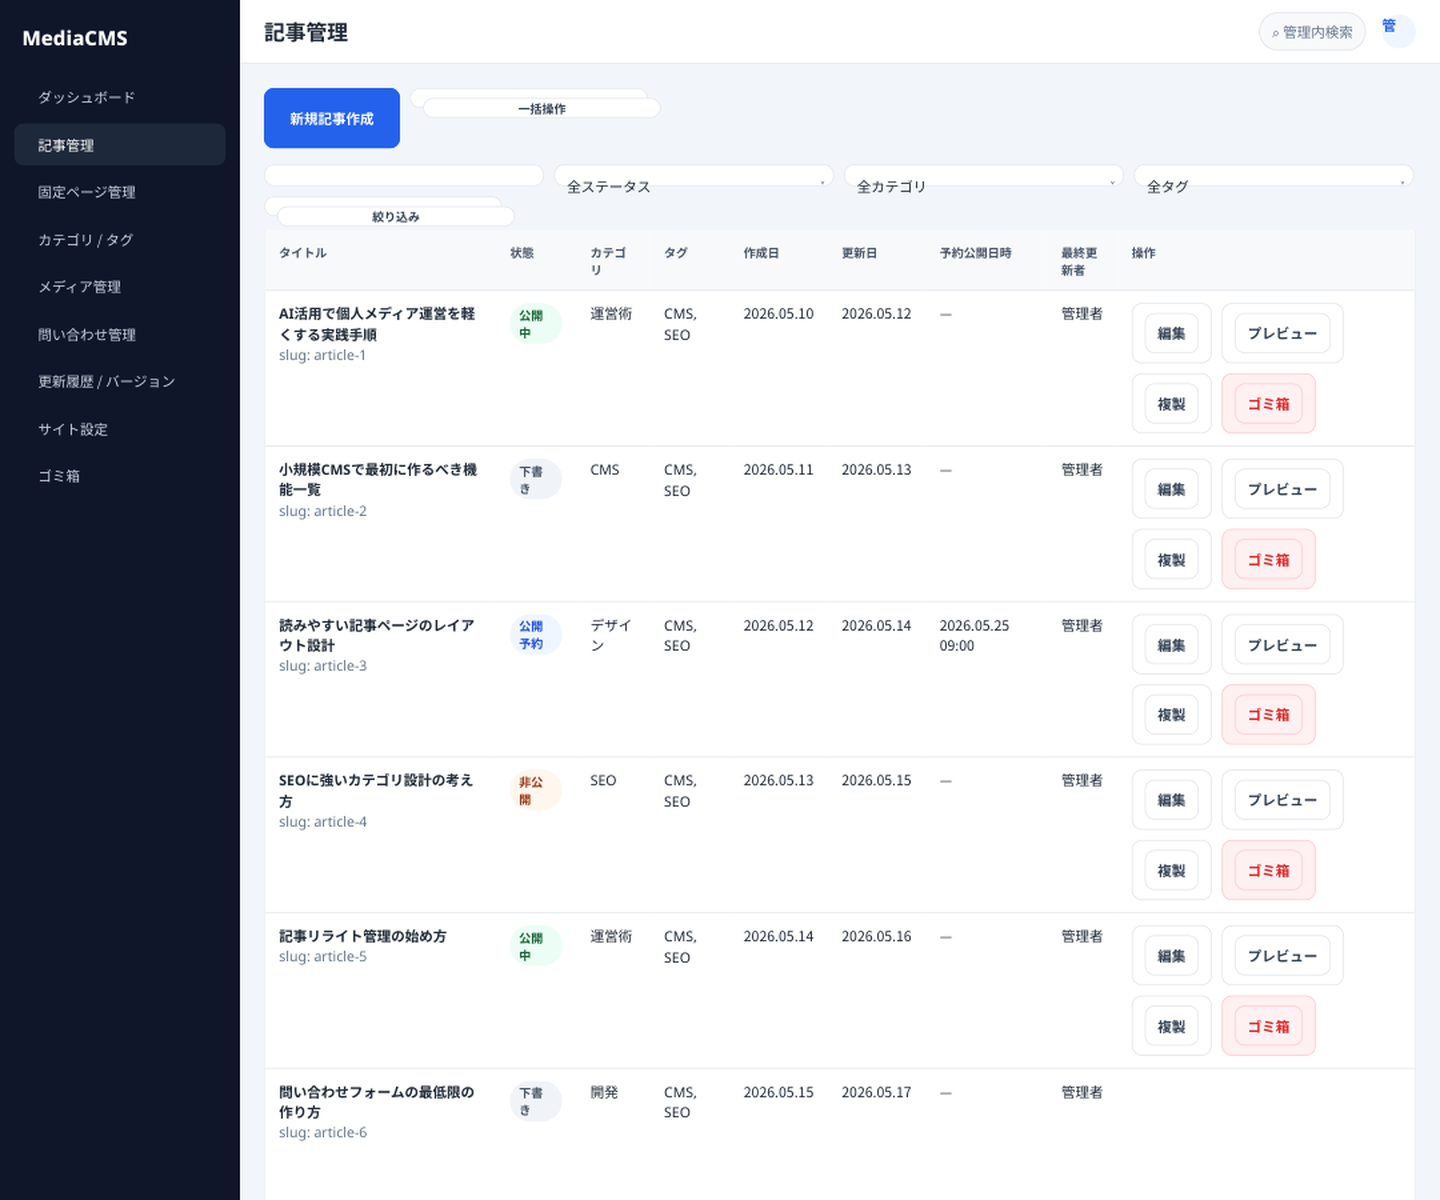 MediaCMS
ダッシュボード
記事管理
固定ページ管理
カテゴリ / タグ
メディア管理
問い合わせ管理
更新履歴 / バージョン
サイト設定
ゴミ箱
記事管理
⌕ 管理内検索
管
新規記事作成
一括操作
全ステータス
全カテゴリ
全タグ
絞り込み
タイトル 状態 カテゴ タグ 作成日 更新日 予約公開日時 最終更 操作
リ 新者
AI活用で個人メディア運営を軽 公開 運営術 CMS, 2026.05.10 2026.05.12 — 管理者 編集 プレビュー
くする実践手順 中 SEO
slug: article-1
複製 ゴミ箱
小規模CMSで最初に作るべき機 下書 CMS CMS, 2026.05.11 2026.05.13 — 管理者 編集 プレビュー
能一覧 き SEO
slug: article-2
複製 ゴミ箱
読みやすい記事ページのレイア 公開 デザイ CMS, 2026.05.12 2026.05.14 2026.05.25 管理者 編集 プレビュー
ウト設計 予約 ン SEO 09:00
slug: article-3
複製 ゴミ箱
SEOに強いカテゴリ設計の考え 非公 SEO CMS, 2026.05.13 2026.05.15 — 管理者 編集 プレビュー
方 開 SEO
slug: article-4
複製 ゴミ箱
記事リライト管理の始め方 公開 運営術 CMS, 2026.05.14 2026.05.16 — 管理者 編集 プレビュー
slug: article-5 中 SEO
複製 ゴミ箱
問い合わせフォームの最低限の 下書 開発 CMS, 2026.05.15 2026.05.17 — 管理者
作り方 き SEO
slug: article-6